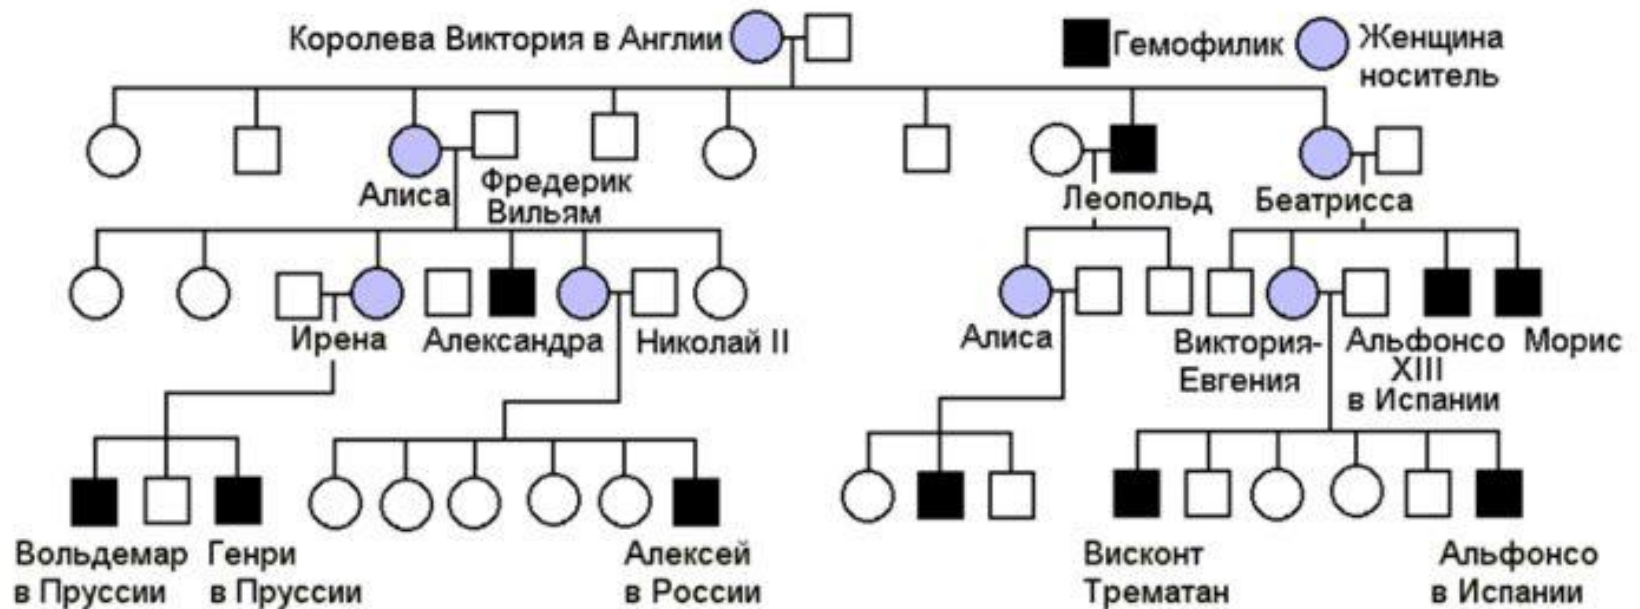 Королева Виктория в Англии
Гемофилик
Женщина
носитель
Алиса
Фредерик
Вильям
Леопольд
Беатрисса
Ирена
Александра
Николай II
Алиса
Виктория-
Евгения
Альфонсо
XIII
в Испании
Морис
Вольдемар
в Пруссии
Генри
в Пруссии
Алексей
в России
Висконт
Трематан
Альфонсо
в Испании